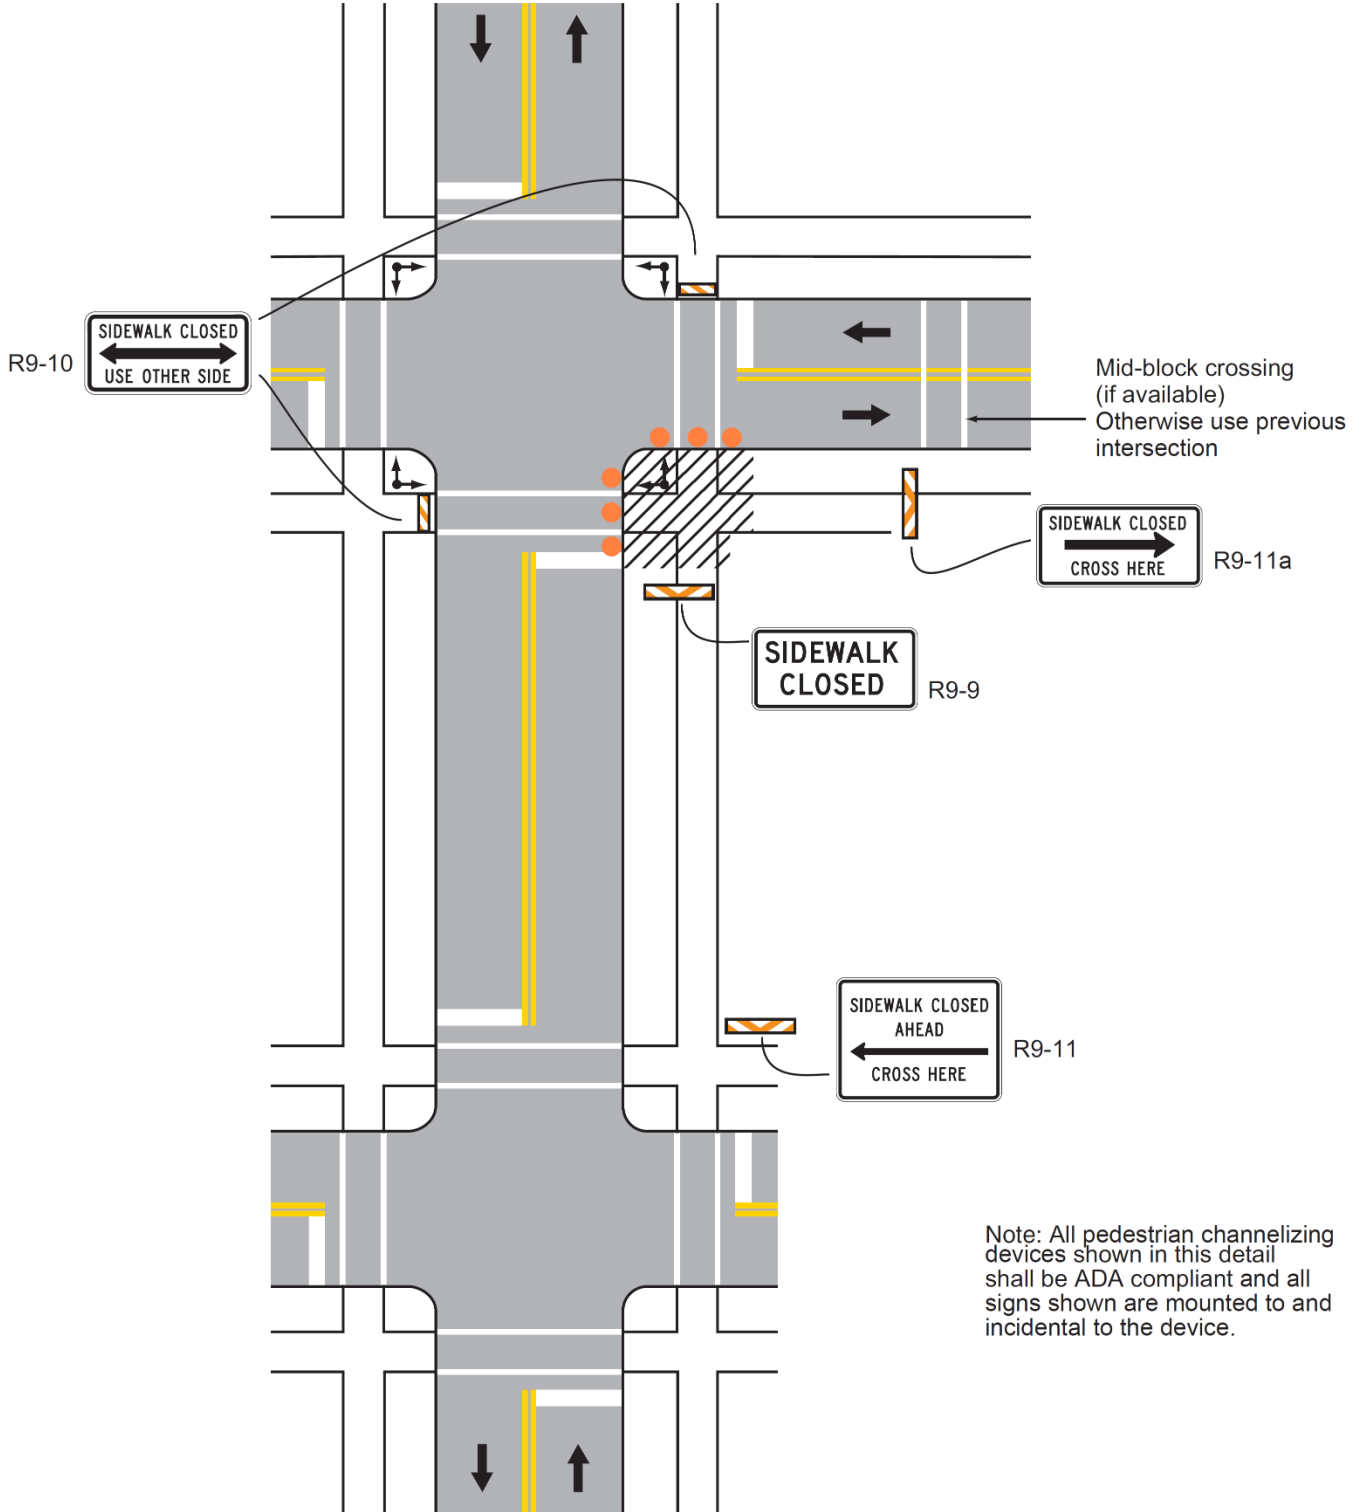 R9-10
SIDEWALK CLOSED
USE OTHER SIDE
Mid-block crossing
(if available)
Otherwise use previous
intersection
SIDEWALK CLOSED
CROSS HERE
R9-11a
SIDEWALK
CLOSED
R9-9
SIDEWALK CLOSED
AHEAD
CROSS HERE
R9-11
Note: All pedestrian channelizing
devices shown in this detail
shall be ADA compliant and all
signs shown are mounted to and
incidental to the device.